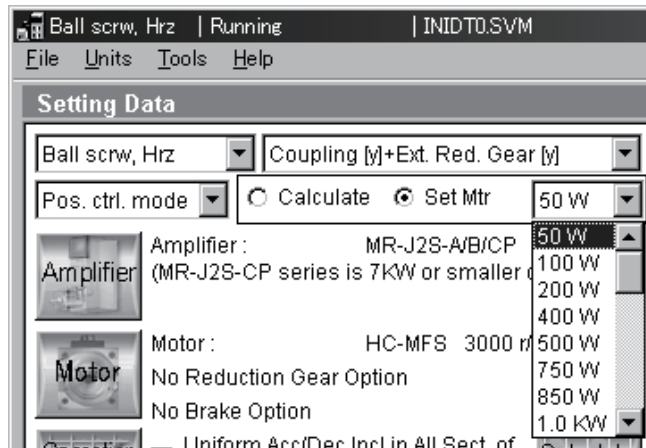 Ball scrw, Hrz | Running | INIDT0.SVM
File Units Tools Help
Setting Data
Ball scrw, Hrz Coupling [y]+Ext. Red. Gear [y]
Pos. ctrl. mode Calculate Set Mtr 50 W
Amplifier
Amplifier : MR-J2S-A/B/CP
(MR-J2S-CP series is 7KW or smaller
50 W
100 W
200 W
400 W
500 W
750 W
850 W
1.0 KW
Motor
Motor : HC-MFS 3000 r/
No Reduction Gear Option
No Brake Option
Uniform Acc/Dec Incl in All Sect. of